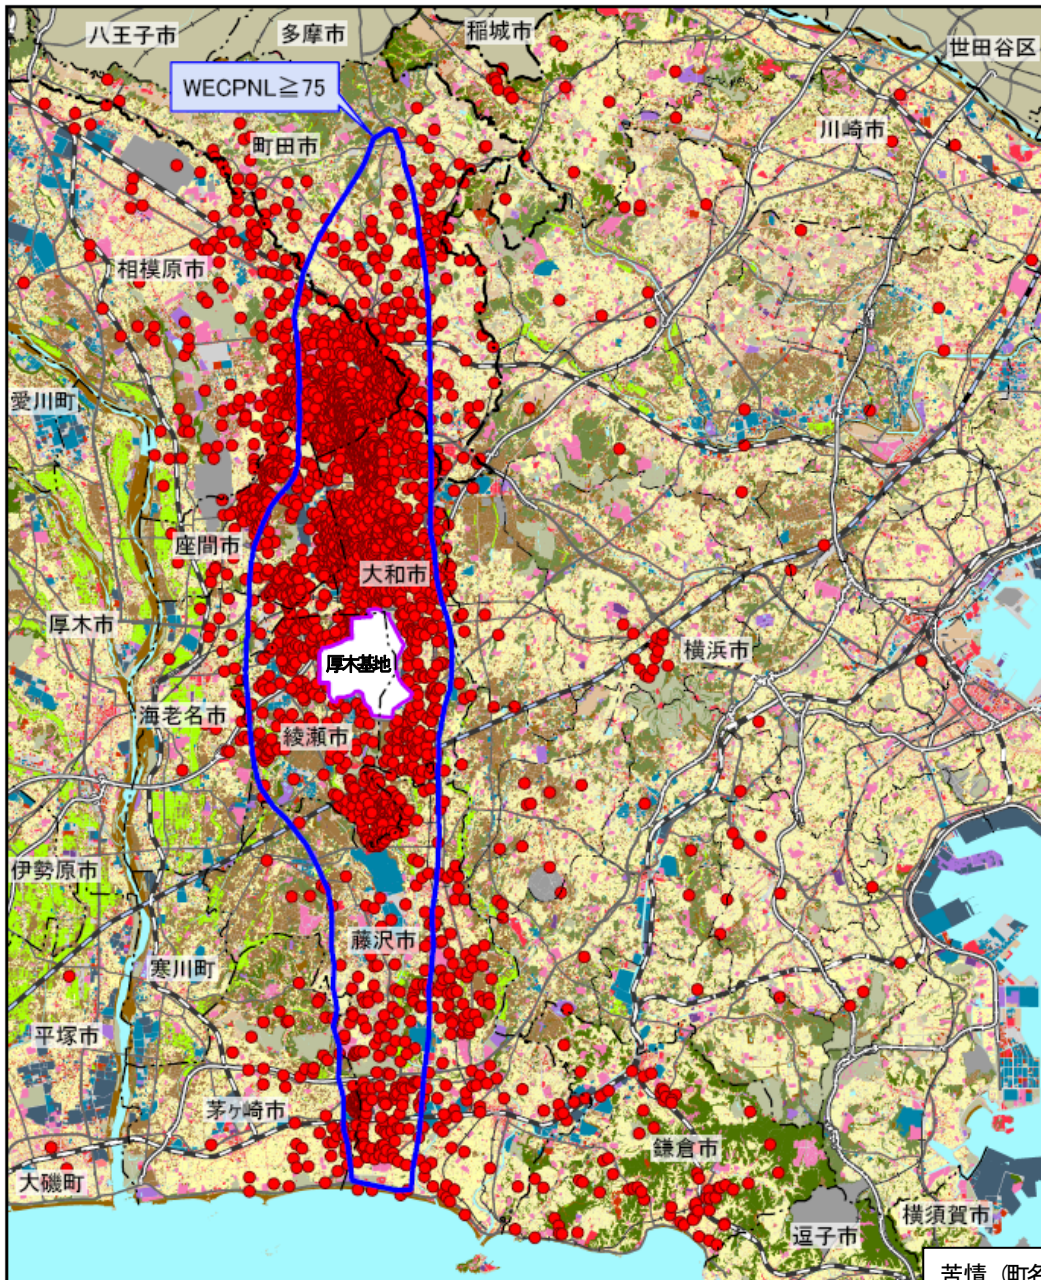 八王子市
多摩市
稲城市
世田谷区
WECPNL≧75
川崎市
町田市
相模原市
愛川町
座間市
大和市
厚木市
厚木基地
横浜市
海老名市
綾瀬市
伊勢原市
藤沢市
寒川町
平塚市
茅ヶ崎市
鎌倉市
大磯町
横須賀市
逗子市
苦情（町名